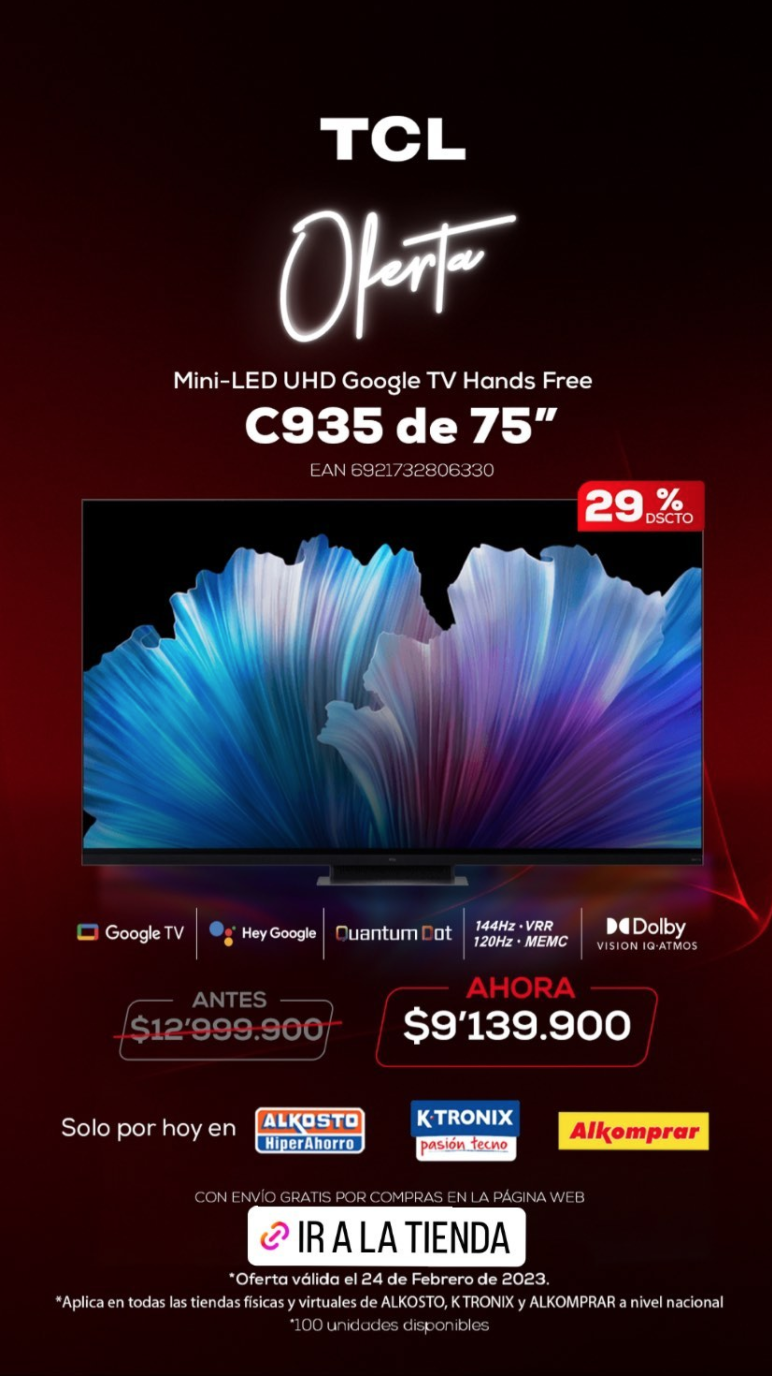 TCL
Oferta
Mini-LED UHD Google TV Hands Free
C935 de 75”
EAN 6921732806330
29 %
DSCTO
Google TV
Hey Google
Quantum Dot
144Hz · VRR
120Hz · MEMC
Dolby
VISION IQ·ATMOS
ANTES
$12’999.900
AHORA
$9’139.900
Solo por hoy en
ALKOSTO
HiperAhorro
K·TRONIX
pasión tecno
Alkomprar
CON ENVÍO GRATIS POR COMPRAS EN LA PÁGINA WEB
IR A LA TIENDA
*Oferta válida el 24 de Febrero de 2023.
*Aplica en todas las tiendas físicas y virtuales de ALKOSTO, K TRONIX y ALKOMPRAR a nivel nacional
*100 unidades disponibles